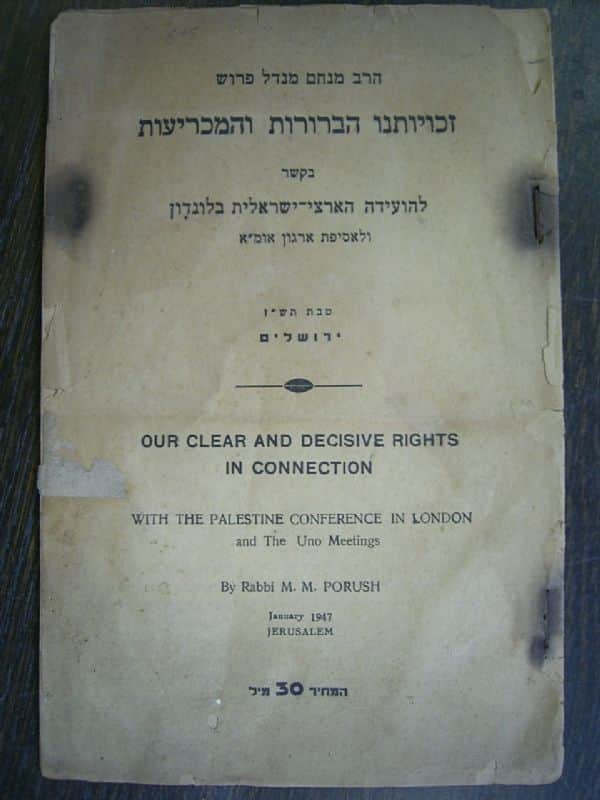 הרב מנחם מנדל פרוש
זכויותנו הברורות והמכריעות
בקשר
להועידה הארצי־ישראלית בלונדון
ולאסיפת ארגון אומ״א
טבת תש״ז
ירושלים
OUR CLEAR AND DECISIVE RIGHTS
IN CONNECTION
WITH THE PALESTINE CONFERENCE IN LONDON
and The Uno Meetings
By Rabbi M. M. PORUSH
January 1947
JERUSALEM
המחיר 30 מיל